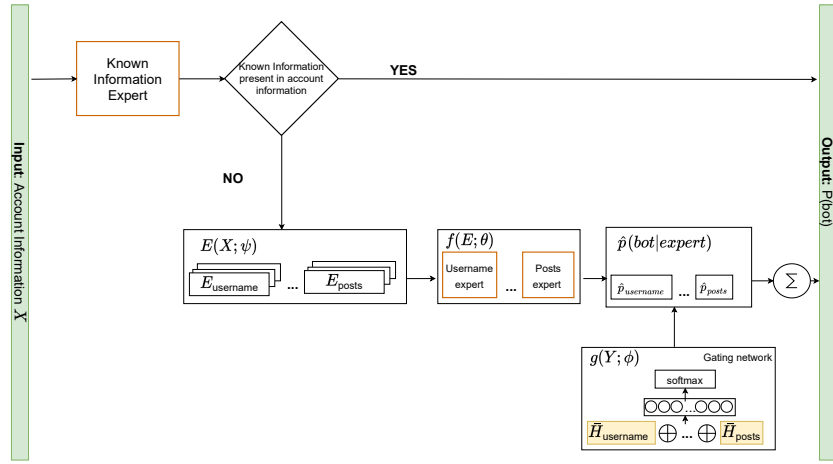 Input: Account Information X
Known
Information
Expert
Known Information
present in account
information
YES
NO
Output: P(bot)
E(X; ψ)
E_username ... E_posts
f(E; θ)
Username
expert
...
Posts
expert
p̂(bot|expert)
p̂_username ... p̂_posts
Σ
g(Y; ϕ) Gating network
softmax
...
H̄_username ⊕ ... ⊕ H̄_posts